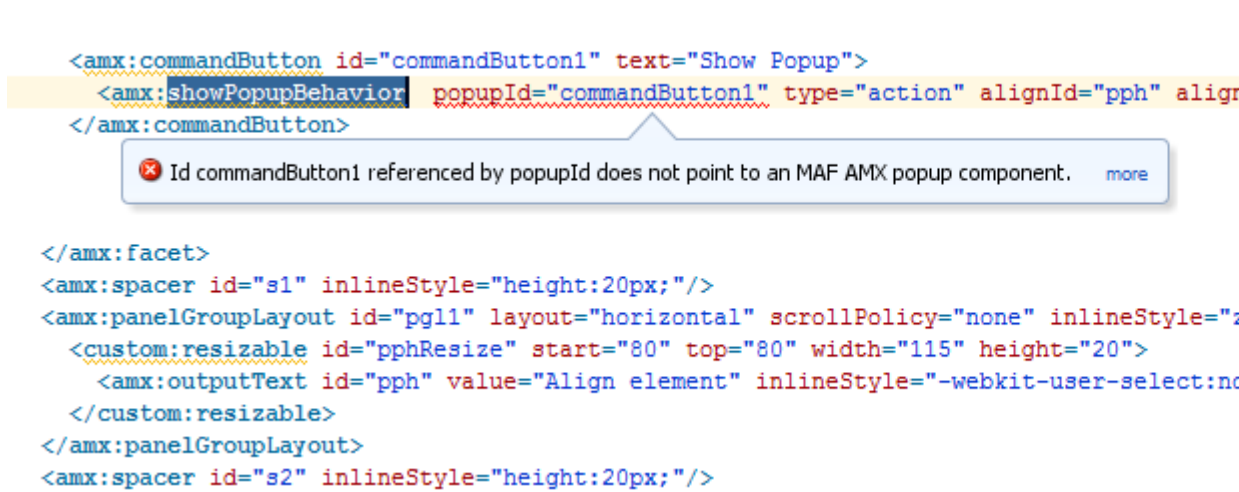 <amx:commandButton id="commandButton1" text="Show Popup">
<amx:showPopupBehavior popupId="commandButton1" type="action" alignId="pph" align
</amx:commandButton>
Id commandButton1 referenced by popupId does not point to an MAF AMX popup component. more
</amx:facet>
<amx:spacer id="s1" inlineStyle="height:20px;"/>
<amx:panelGroupLayout id="pgl1" layout="horizontal" scrollPolicy="none" inlineStyle="z
<custom:resizable id="pphResize" start="80" top="80" width="115" height="20">
<amx:outputText id="pph" value="Align element" inlineStyle="-webkit-user-select:no
</custom:resizable>
</amx:panelGroupLayout>
<amx:spacer id="s2" inlineStyle="height:20px;"/>